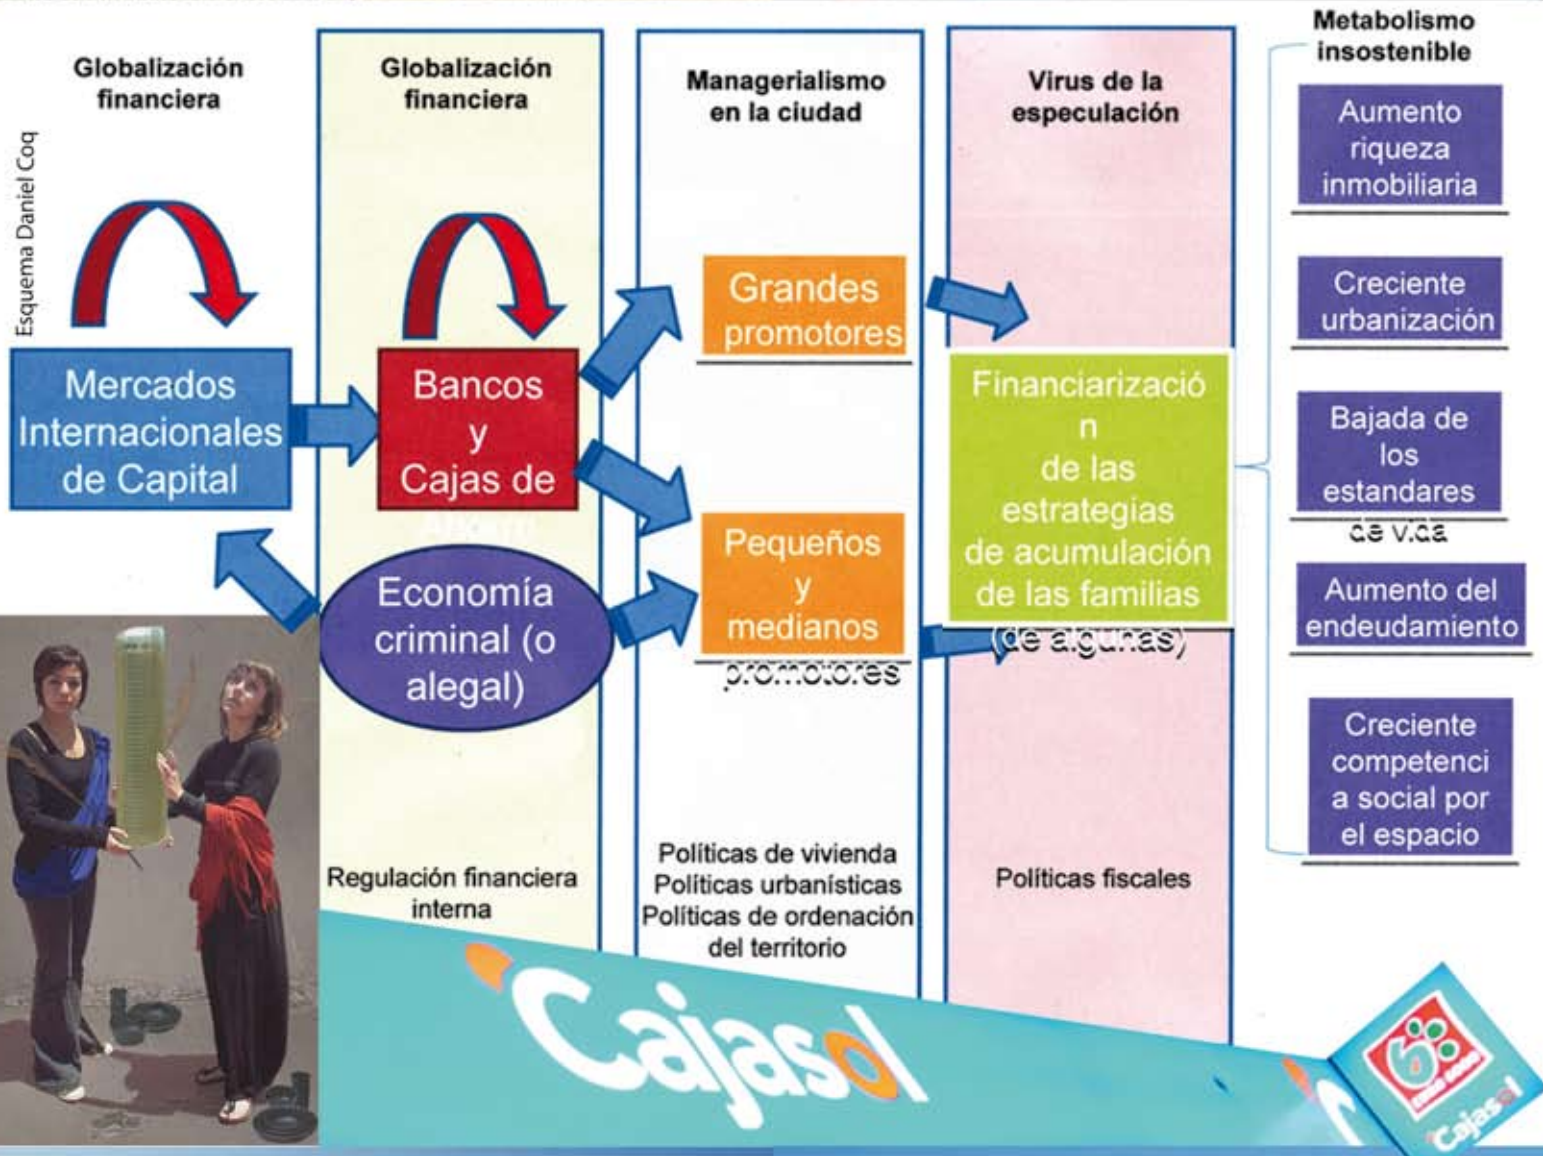 Globalización
financiera
Esquema Daniel Coq
Mercados
Internacionales
de Capital
Globalización
financiera
Bancos
y
Cajas de
Economía
criminal (o
alegal)
Regulación financiera
interna
Managerialismo
en la ciudad
Grandes
promotores
Pequeños
y
medianos
promotores
Políticas de vivienda
Políticas urbanísticas
Políticas de ordenación
del territorio
Virus de la
especulación
Financiarizació
n
de las
estrategias
de acumulación
de las familias
(de algunas)
Políticas fiscales
Metabolismo
insostenible
Aumento
riqueza
inmobiliaria
Creciente
urbanización
Bajada de
los
estandares
de vida
Aumento del
endeudamiento
Creciente
competenci
a social por
el espacio
Cajasol
6
Cajasol